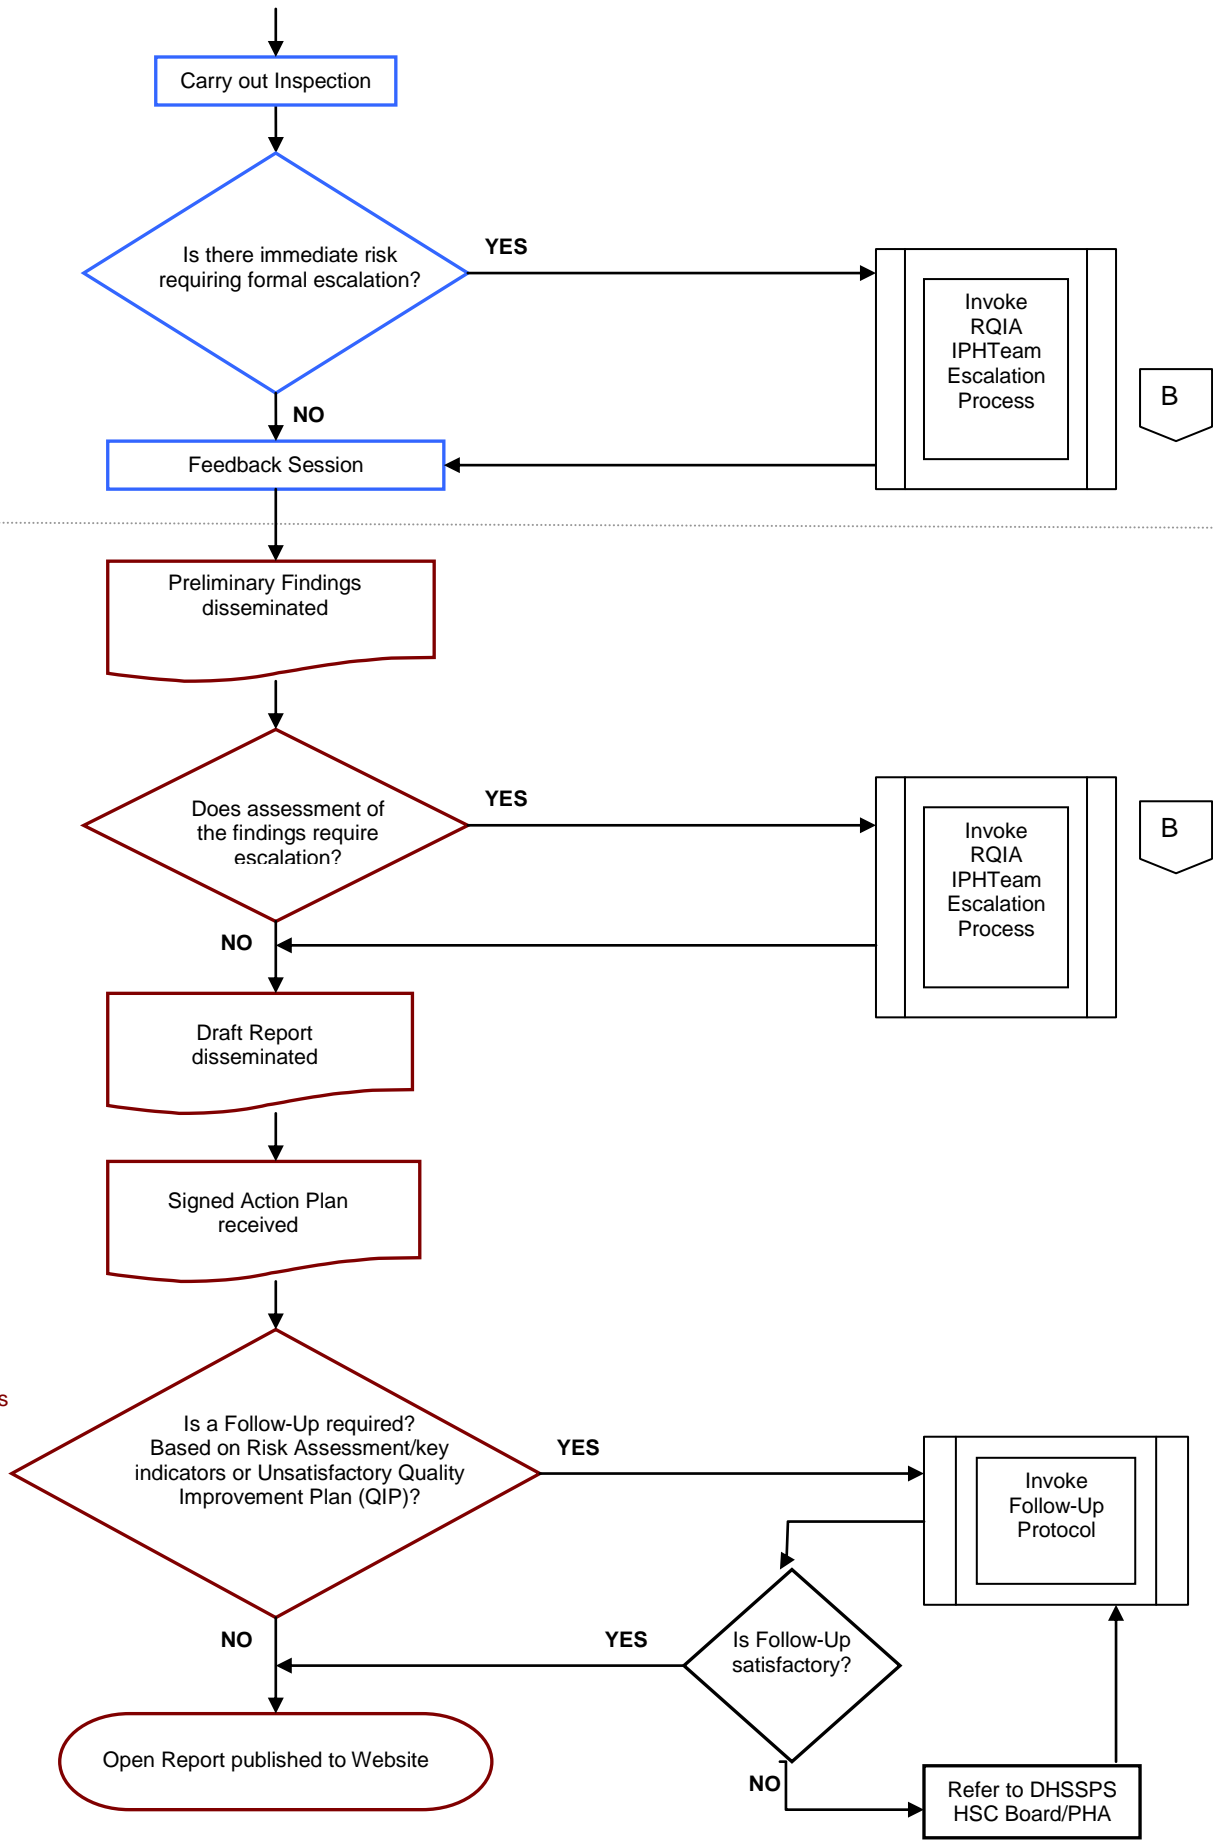 Carry out Inspection
Is there immediate risk
requiring formal escalation?
YES
Invoke
RQIA
IPHTeam
Escalation
Process
B
NO
Feedback Session
Preliminary Findings
disseminated
Does assessment of
the findings require
escalation?
YES
Invoke
RQIA
IPHTeam
Escalation
Process
B
NO
Draft Report
disseminated
Signed Action Plan
received
s
Is a Follow-Up required?
Based on Risk Assessment/key
indicators or Unsatisfactory Quality
Improvement Plan (QIP)?
YES
Invoke
Follow-Up
Protocol
NO
YES
Is Follow-Up
satisfactory?
Open Report published to Website
NO
Refer to DHSSPS
HSC Board/PHA